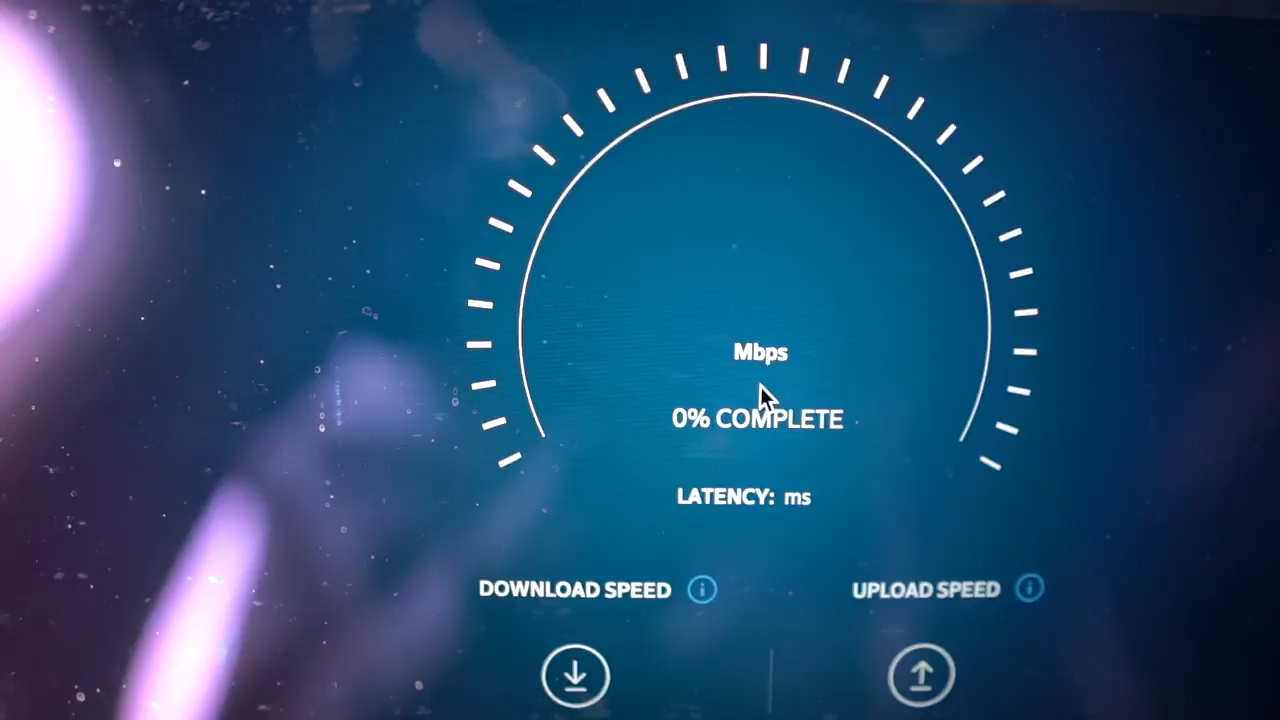 Mbps
0% COMPLETE
LATENCY: ms
DOWNLOAD SPEED
UPLOAD SPEED